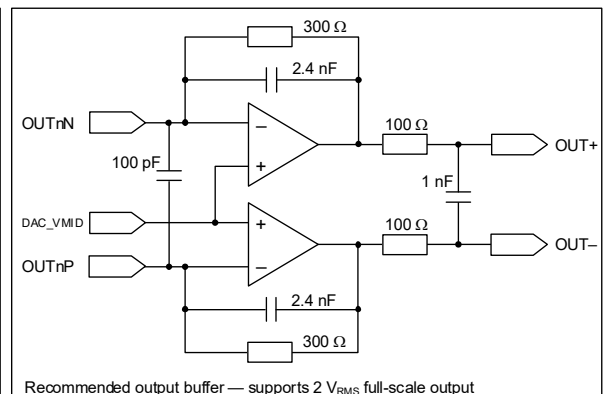 300 Ω
2.4 nF
OUTnN
100 Ω
OUT+
100 pF
1 nF
DAC_VMID
100 Ω
OUT–
OUTnP
2.4 nF
300 Ω
Recommended output buffer — supports 2 VRMS full-scale output